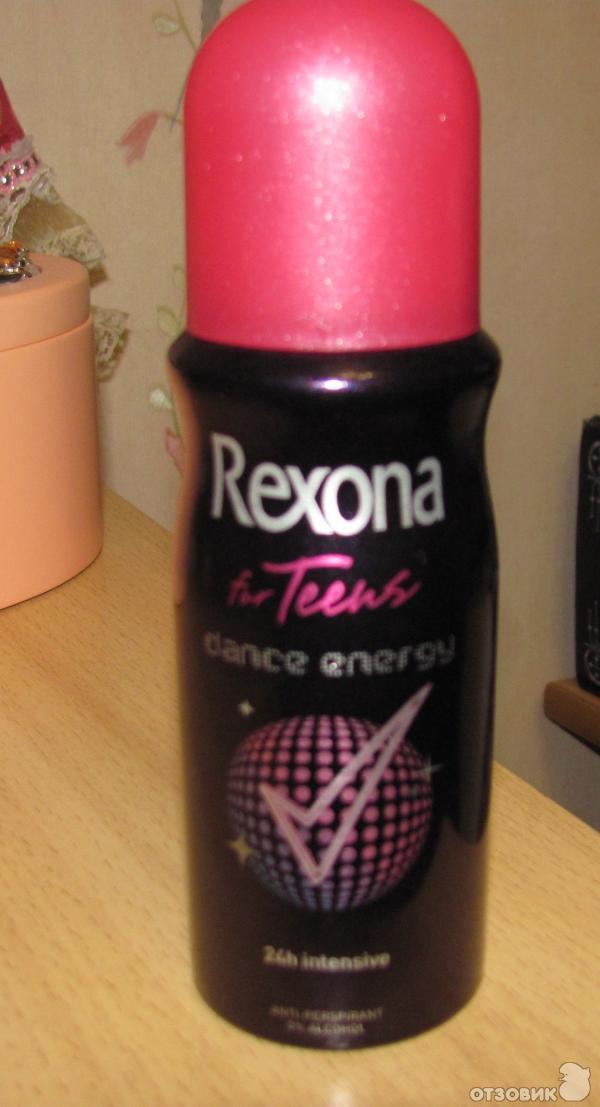 Rexona
for Teens
dance energy
24h intensive
ANTI-PERSPIRANT
0% ALCOHOL
ОТЗОВИК